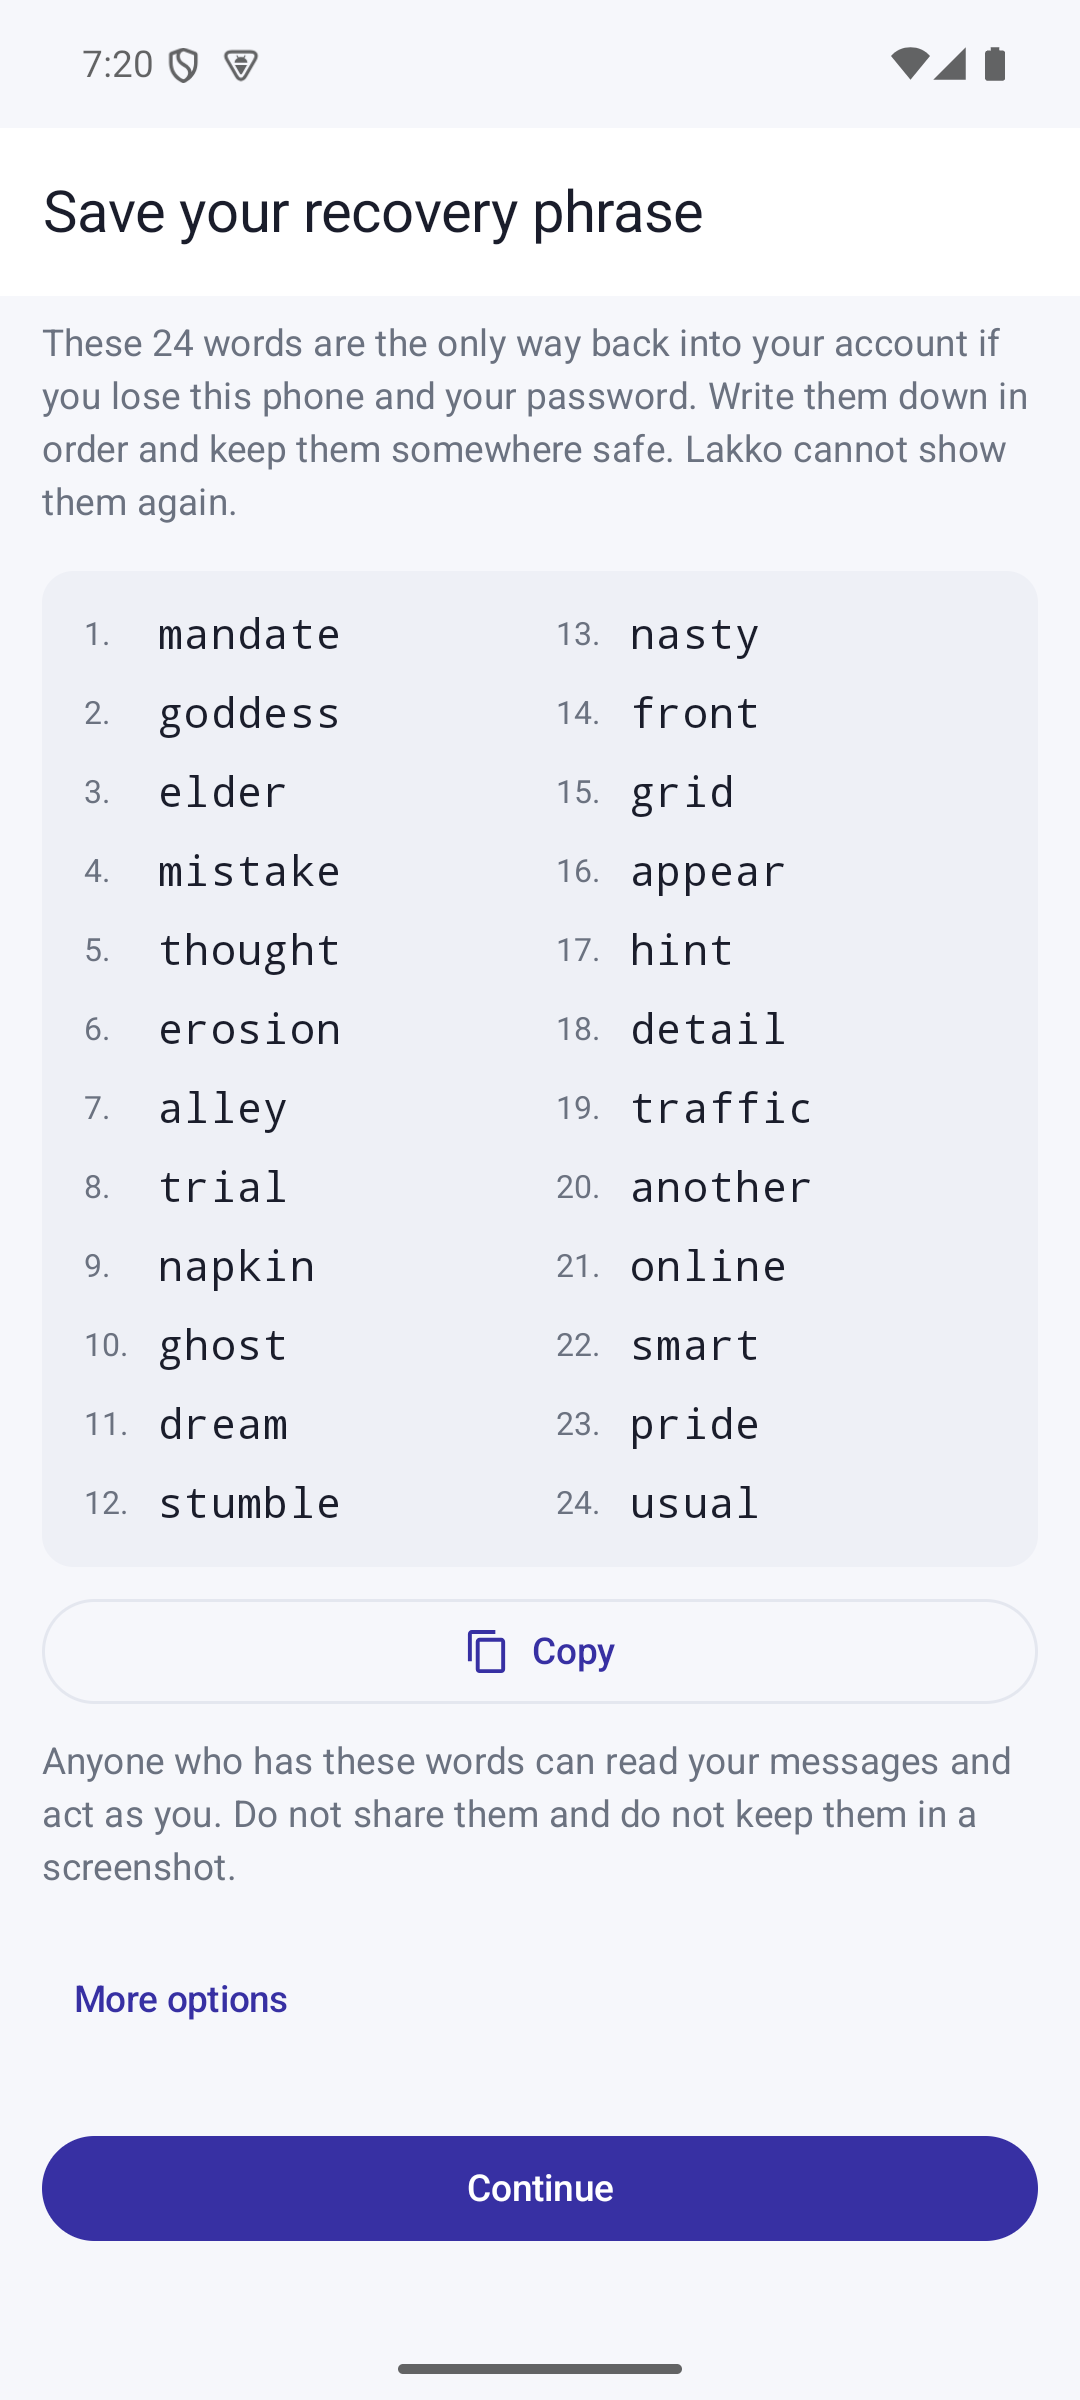 7:20
Save your recovery phrase
These 24 words are the only way back into your account if
you lose this phone and your password. Write them down in
order and keep them somewhere safe. Lakko cannot show
them again.
1. mandate
2. goddess
3. elder
4. mistake
5. thought
6. erosion
7. alley
8. trial
9. napkin
10. ghost
11. dream
12. stumble
13. nasty
14. front
15. grid
16. appear
17. hint
18. detail
19. traffic
20. another
21. online
22. smart
23. pride
24. usual
Copy
Anyone who has these words can read your messages and
act as you. Do not share them and do not keep them in a
screenshot.
More options
Continue